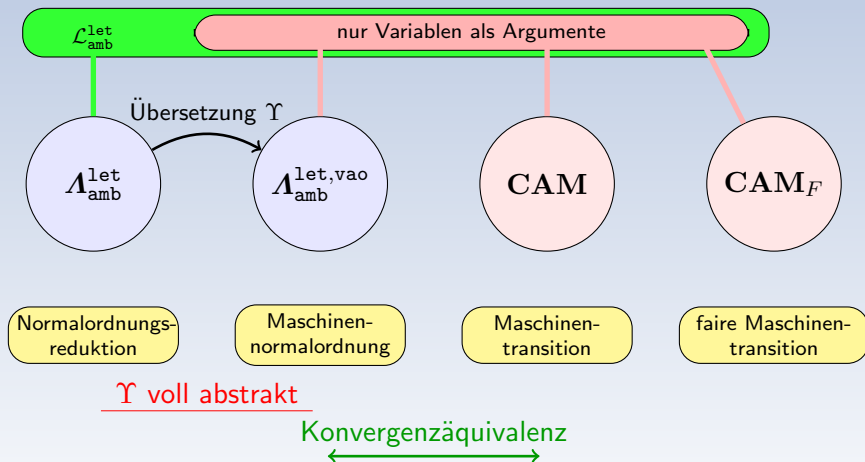 ℒ^let_amb
nur Variablen als Argumente
Übersetzung ϒ
Λ^let_amb
Λ^let,vao_amb
CAM
CAM_F
Normalordnungs-
reduktion
Maschinen-
normalordnung
Maschinen-
transition
faire Maschinen-
transition
ϒ voll abstrakt
Konvergenzäquivalenz